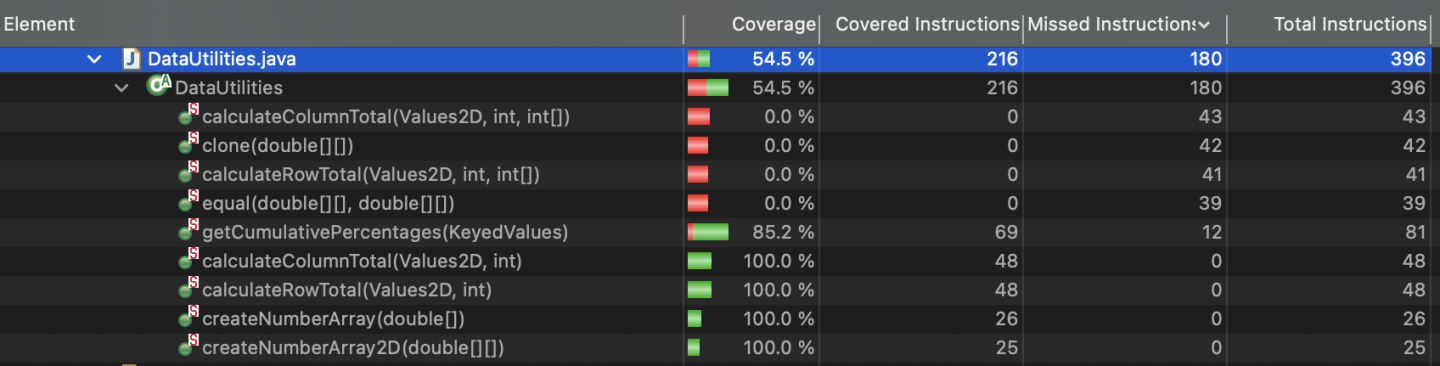 Element Coverage Covered Instructions Missed Instructions Total Instructions
J DataUtilities.java 54.5 % 216 180 396
C A DataUtilities 54.5 % 216 180 396
S calculateColumnTotal(Values2D, int, int[]) 0.0 % 0 43 43
S clone(double[][]) 0.0 % 0 42 42
S calculateRowTotal(Values2D, int, int[]) 0.0 % 0 41 41
S equal(double[][], double[][]) 0.0 % 0 39 39
S getCumulativePercentages(KeyedValues) 85.2 % 69 12 81
S calculateColumnTotal(Values2D, int) 100.0 % 48 0 48
S calculateRowTotal(Values2D, int) 100.0 % 48 0 48
S createNumberArray(double[]) 100.0 % 26 0 26
S createNumberArray2D(double[][]) 100.0 % 25 0 25